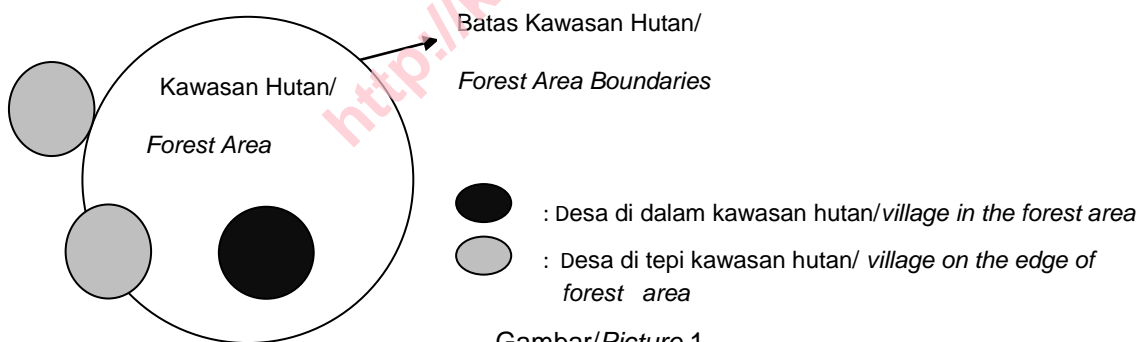 Batas Kawasan Hutan/
Kawasan Hutan/
Forest Area Boundaries
Forest Area
: Desa di dalam kawasan hutan/village in the forest area
: Desa di tepi kawasan hutan/ village on the edge of
forest area
Gambar/Picture 1
http://k